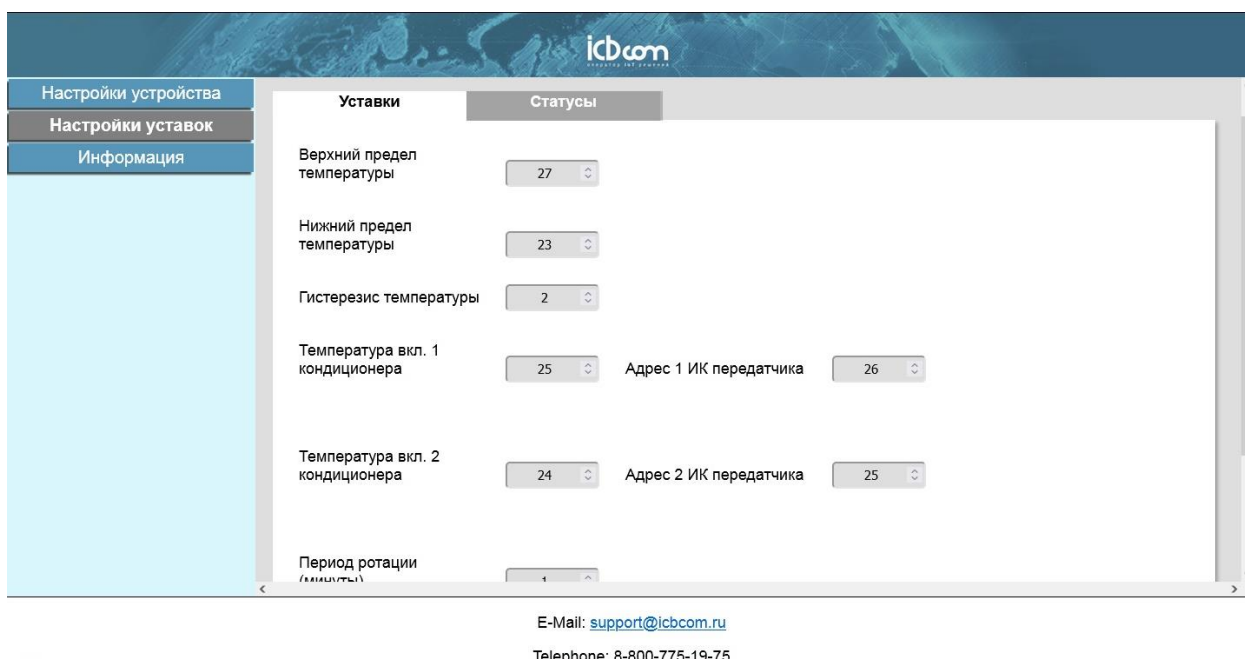 icbcom
Настройки устройства
Настройки уставок
Информация
Уставки
Статусы
Верхний предел
температуры
27
Нижний предел
температуры
23
Гистерезис температуры
2
Температура вкл. 1
кондиционера
25
Адрес 1 ИК передатчика
26
Температура вкл. 2
кондиционера
24
Адрес 2 ИК передатчика
25
Период ротации
(минуты)
1
E-Mail: support@icbcom.ru
Telephone: 8-800-775-19-75